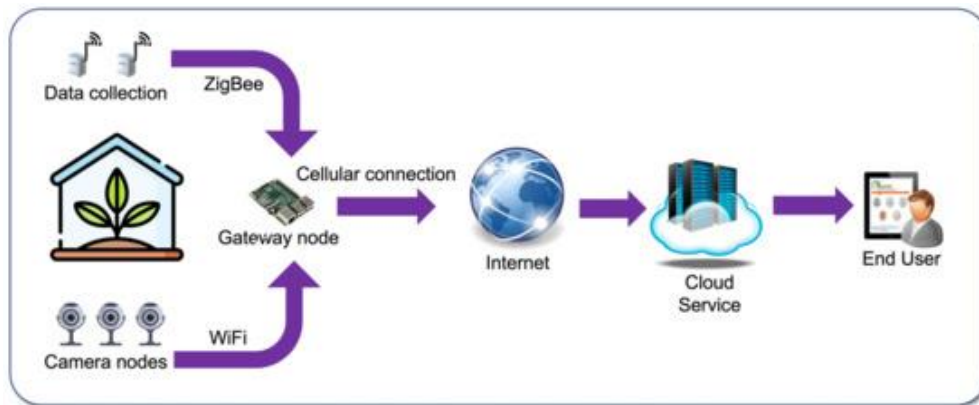 Data collection
ZigBee
Cellular connection
Gateway node
Internet
Cloud
Service
End User
WiFi
Camera nodes